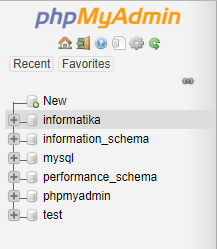 phpMyAdmin
Recent Favorites
New
informatika
information_schema
mysql
performance_schema
phpmyadmin
test